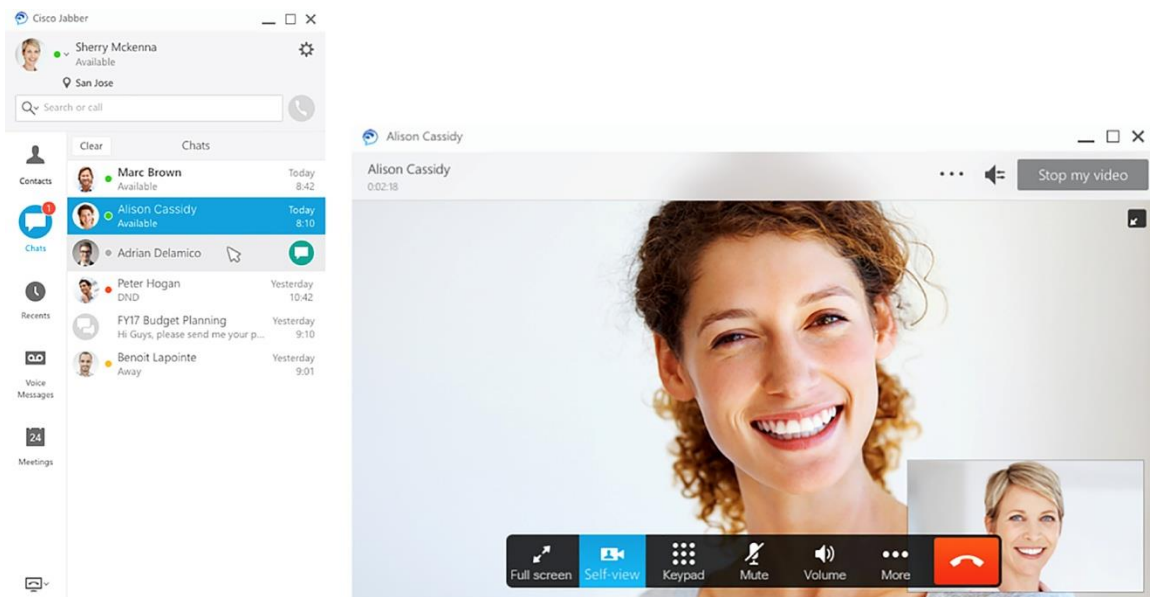 Cisco Jabber
Sherry Mckenna
Available
San Jose
Search or call
Clear
Chats
Contacts
Marc Brown
Today
Available
8:42
1
Chats
Alison Cassidy
Today
Available
8:10
Adrian Delamico
Recents
Peter Hogan
Yesterday
DND
10:42
FY17 Budget Planning
Yesterday
Hi Guys, please send me your p...
9:10
Voice
Messages
Benoit Lapointe
Yesterday
Away
9:01
24
Meetings
Alison Cassidy
Alison Cassidy
0:02:18
Stop my video
Full screen
Self-view
Keypad
Mute
Volume
More